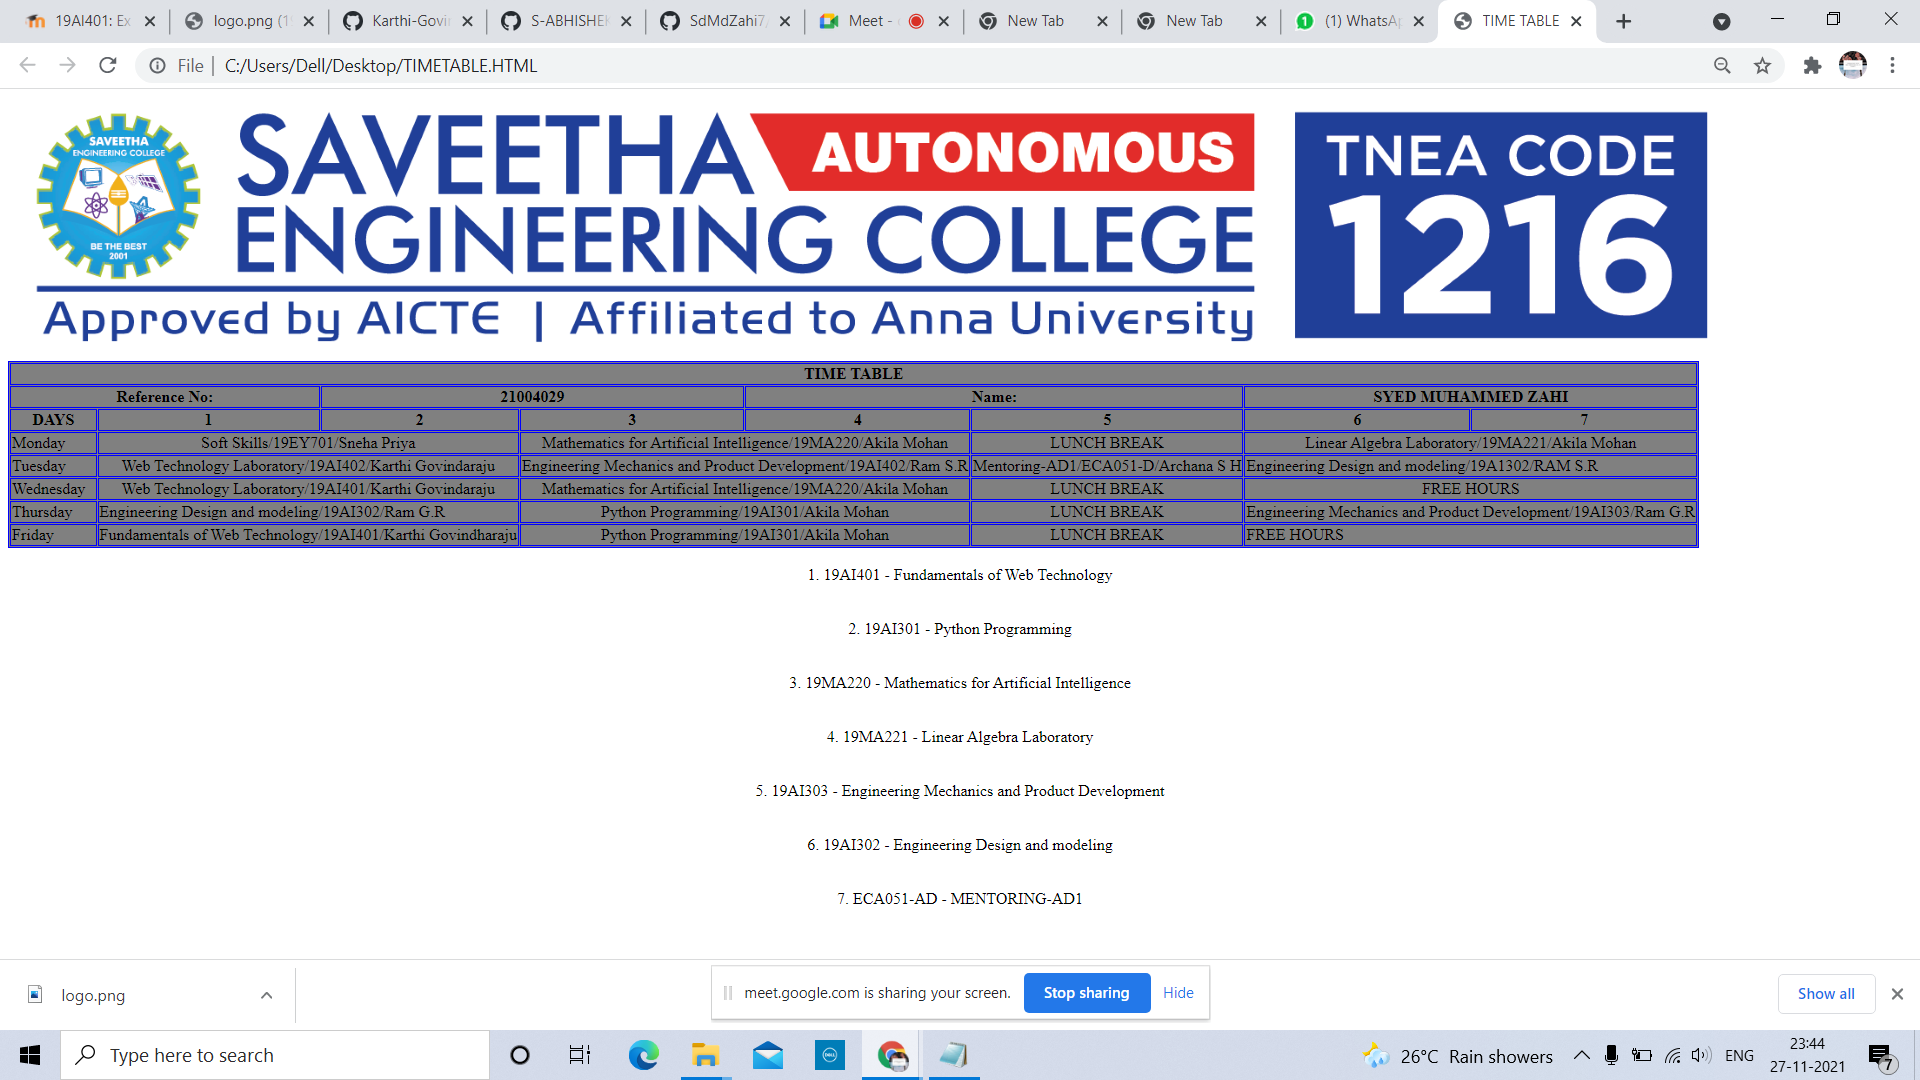 19AI401: Ex
logo.png (1
Karthi-Govi
S-ABHISHEK
SdMdZahi7
Meet -
New Tab
New Tab
(1) WhatsAp
TIME TABLE
File | C:/Users/Dell/Desktop/TIMETABLE.HTML
SAVEETHA
ENGINEERING COLLEGE
BE THE BEST
2001
SAVEETHA AUTONOMOUS
ENGINEERING COLLEGE
Approved by AICTE | Affiliated to Anna University
TNEA CODE
1216
TIME TABLE
Reference No: 21004029 Name: SYED MUHAMMED ZAHI
DAYS 1 2 3 4 5 6 7
Monday Soft Skills/19EY701/Sneha Priya Mathematics for Artificial Intelligence/19MA220/Akila Mohan LUNCH BREAK Linear Algebra Laboratory/19MA221/Akila Mohan
Tuesday Web Technology Laboratory/19AI402/Karthi Govindaraju Engineering Mechanics and Product Development/19AI402/Ram S.R Mentoring-AD1/ECA051-D/Archana S H Engineering Design and modeling/19A1302/RAM S.R
Wednesday Web Technology Laboratory/19AI401/Karthi Govindaraju Mathematics for Artificial Intelligence/19MA220/Akila Mohan LUNCH BREAK FREE HOURS
Thursday Engineering Design and modeling/19AI302/Ram G.R Python Programming/19AI301/Akila Mohan LUNCH BREAK Engineering Mechanics and Product Development/19AI303/Ram G.R
Friday Fundamentals of Web Technology/19AI401/Karthi Govindharaju Python Programming/19AI301/Akila Mohan LUNCH BREAK FREE HOURS
1. 19AI401 - Fundamentals of Web Technology
2. 19AI301 - Python Programming
3. 19MA220 - Mathematics for Artificial Intelligence
4. 19MA221 - Linear Algebra Laboratory
5. 19AI303 - Engineering Mechanics and Product Development
6. 19AI302 - Engineering Design and modeling
7. ECA051-AD - MENTORING-AD1
logo.png
meet.google.com is sharing your screen. Stop sharing Hide
Show all
Type here to search
DELL
26°C Rain showers
ENG
23:44
27-11-2021
7